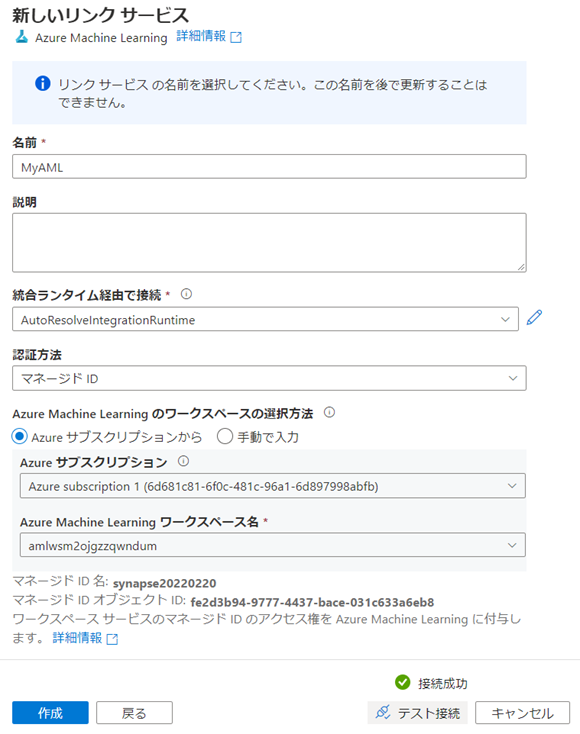 新しいリンク サービス
Azure Machine Learning 詳細情報
リンク サービス の名前を選択してください。この名前を後で更新することは
できません。
名前 *
MyAML
説明
統合ランタイム経由で接続 *
AutoResolveIntegrationRuntime
認証方法
マネージド ID
Azure Machine Learning のワークスペースの選択方法
Azure サブスクリプションから 手動で入力
Azure サブスクリプション
Azure subscription 1 (6d681c81-6f0c-481c-96a1-6d897998abfb)
Azure Machine Learning ワークスペース名 *
amlwsm2ojgzzqwndum
マネージド ID 名: synapse20220220
マネージド ID オブジェクト ID: fe2d3b94-9777-4437-bace-031c633a6eb8
ワークスペース サービスのマネージド ID のアクセス権を Azure Machine Learning に付与し
ます。 詳細情報
接続成功
作成 戻る テスト接続 キャンセル